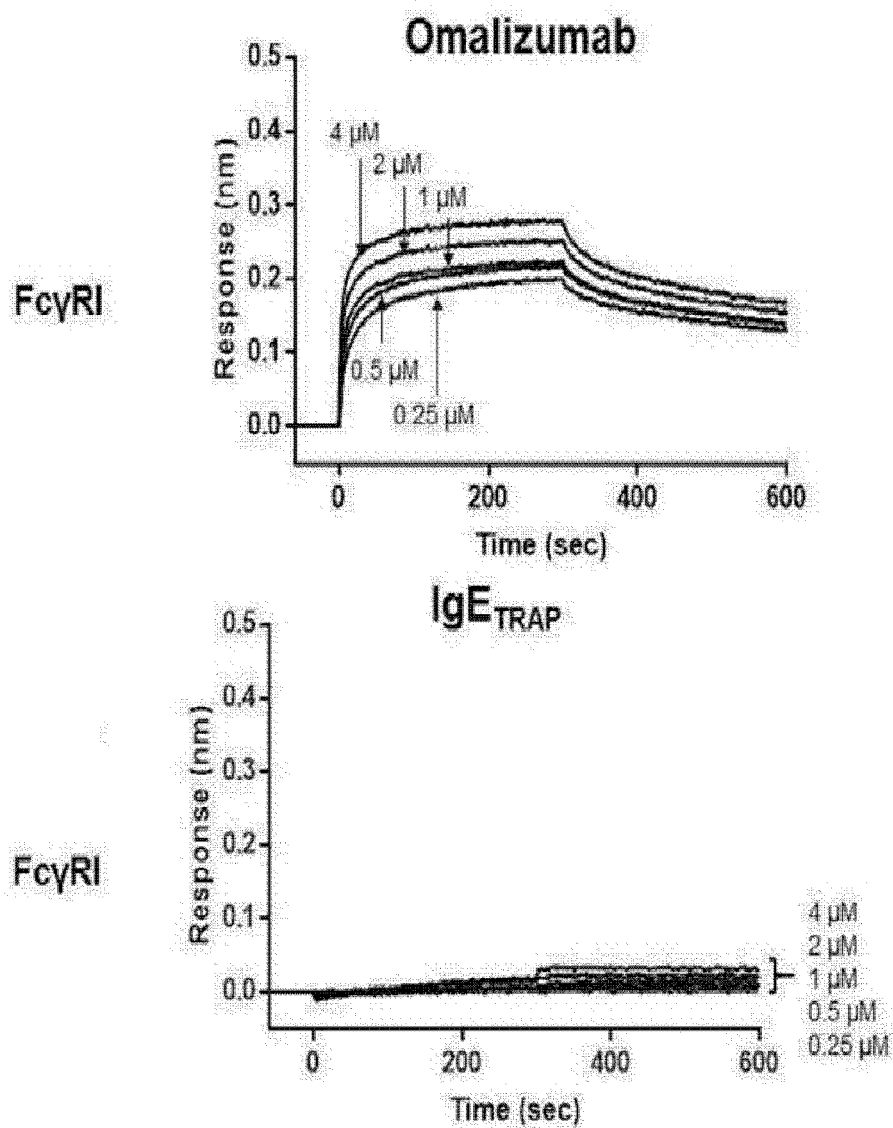 Omalizumab
0.5
0.4
0.3
0.2
0.1
0.0
Response (nm)
FcγRI
4 µM
2 µM
1 µM
0.5 µM
0.25 µM
0
200
400
600
Time (sec)
IgETRAP
0.5
0.4
0.3
0.2
0.1
0.0
Response (nm)
FcγRI
4 µM
2 µM
1 µM
0.5 µM
0.25 µM
0
200
400
600
Time (sec)